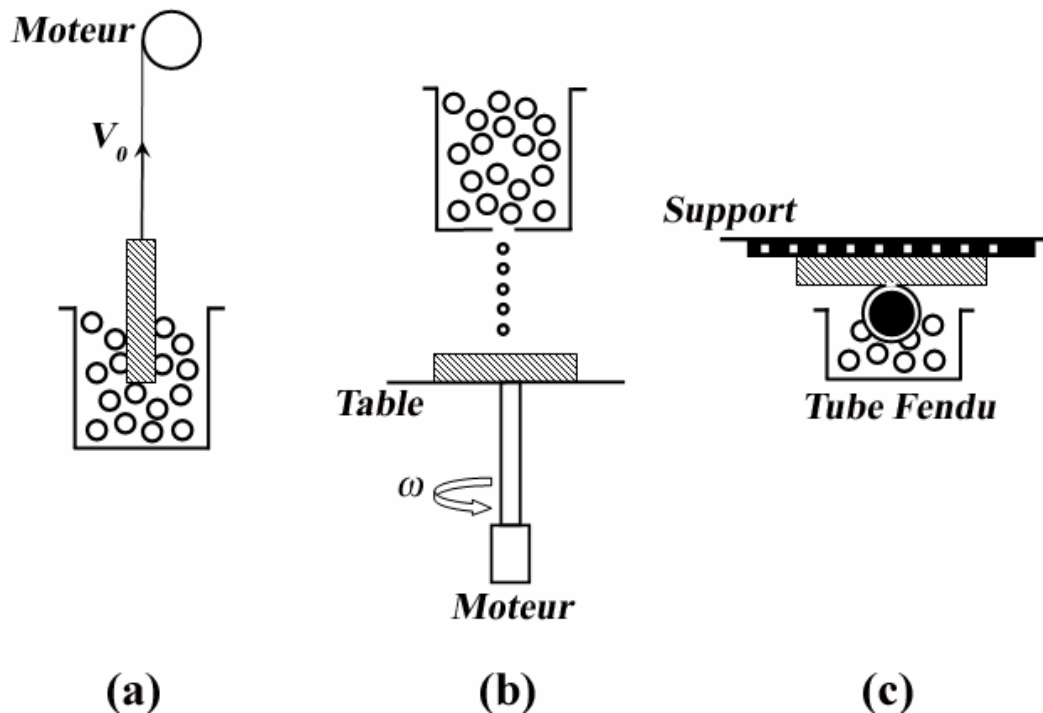 Moteur
V0
Support
Table
Tube Fendu
ω
Moteur
(a)
(b)
(c)